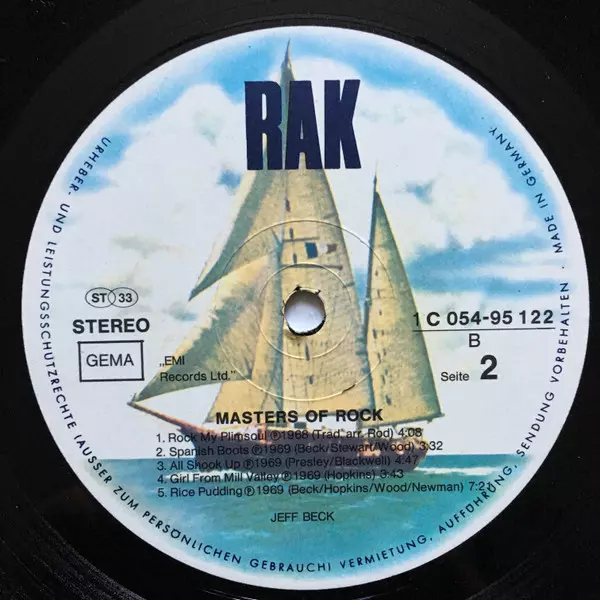 RAK
URHEBER- UND LEISTUNGSSCHUTZRECHTE (AUSSER ZUM PERSÖNLICHEN GEBRAUCH) VERMIETUNG, AUFFÜHRUNG, SENDUNG VORBEHALTEN · MADE IN GERMANY
ST 33
STEREO
GEMA
„EMI
Records Ltd."
1 C 054-95 122
B
Seite 2
MASTERS OF ROCK
1. Rock My Plimsoul ℗1968 (Trad. arr. Rod) 4:08
2. Spanish Boots ℗1969 (Beck/Stewart/Wood) 3:32
3. All Shook Up ℗1969 (Presley/Blackwell) 4:47
4. Girl From Mill Valley ℗1969 (Hopkins) 3:43
5. Rice Pudding ℗1969 (Beck/Hopkins/Wood/Newman)
JEFF BECK